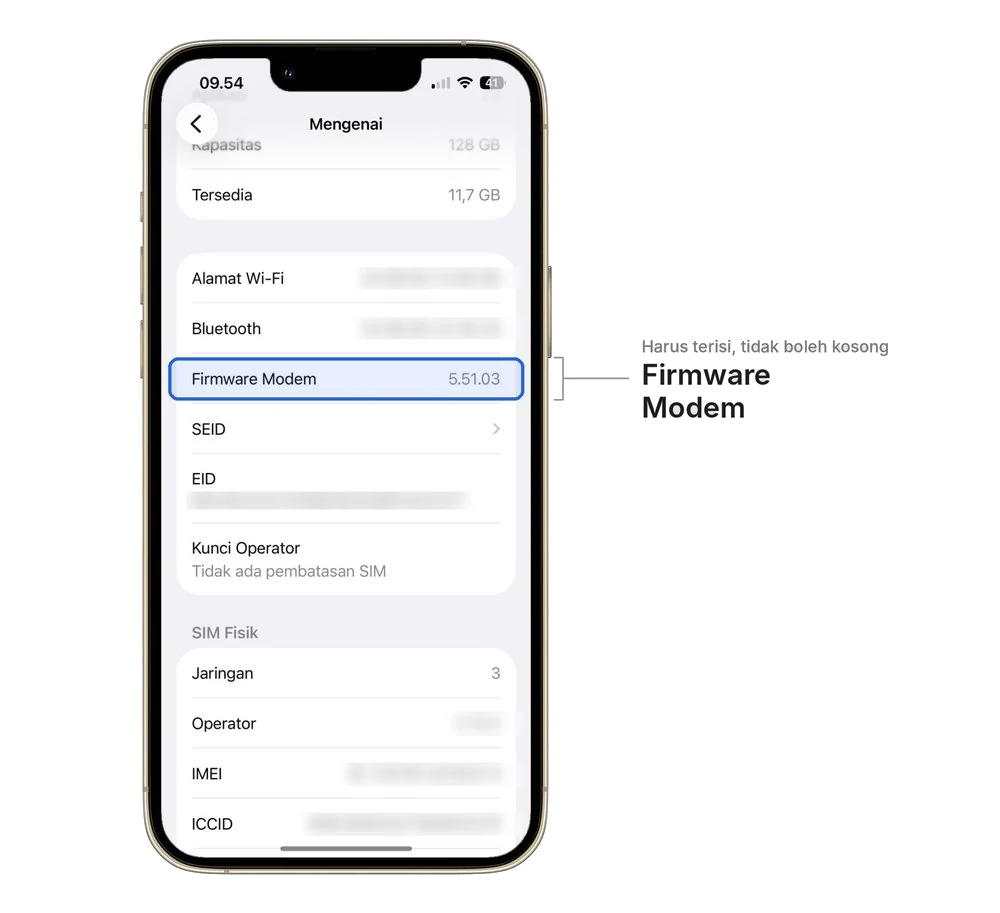 09.54
41
Mengenai
Kapasitas 128 GB
Tersedia 11,7 GB
Alamat Wi-Fi
Bluetooth
Harus terisi, tidak boleh kosong
Firmware Modem 5.51.03
Firmware
Modem
SEID
EID
Kunci Operator
Tidak ada pembatasan SIM
SIM Fisik
Jaringan 3
Operator
IMEI
ICCID